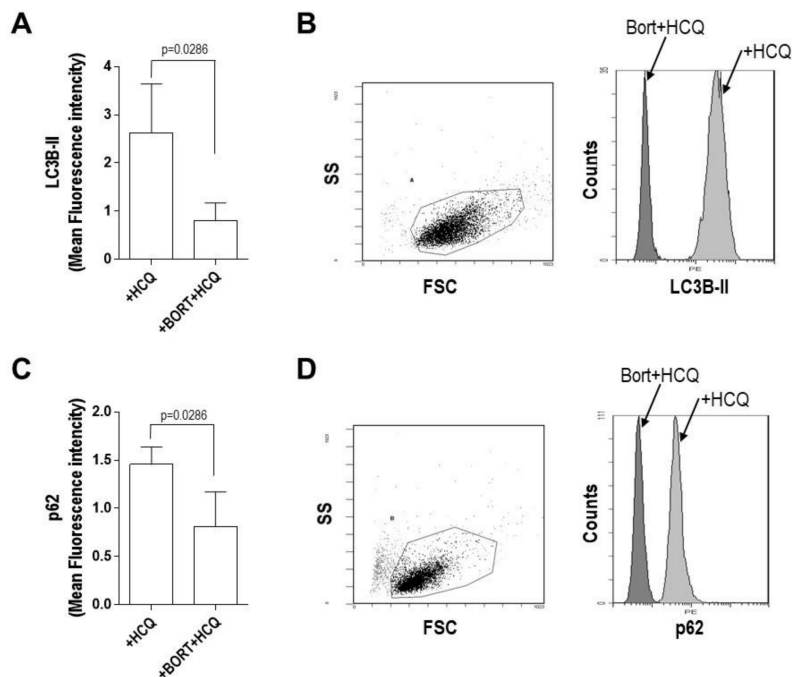 A
p=0.0286
LC3B-II
(Mean Fluorescence intencity)
4
3
2
1
0
+HCQ
+BORT+HCQ
B
SS
A
FSC
Bort+HCQ
+HCQ
Counts
PE
LC3B-II
C
p=0.0286
p62
(Mean Fluorescence intencity)
2.0
1.5
1.0
0.5
0.0
+HCQ
+BORT+HCQ
D
SS
B
FSC
Bort+HCQ
+HCQ
111
Counts
0
PE
p62